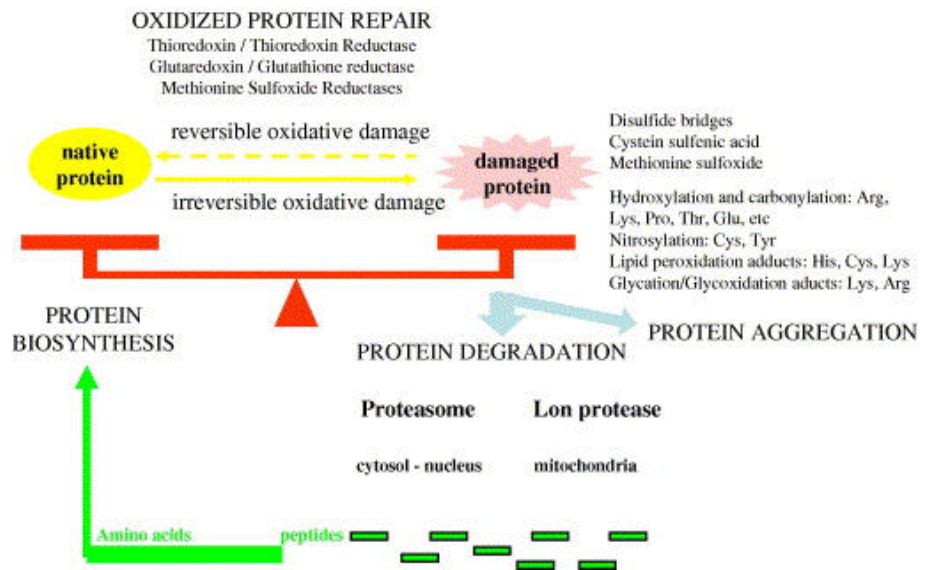 OXIDIZED PROTEIN REPAIR
Thioredoxin / Thioredoxin Reductase
Glutaredoxin / Glutathione reductase
Methionine Sulfoxide Reductases
reversible oxidative damage
native
protein
damaged
protein
irreversible oxidative damage
Disulfide bridges
Cystein sulfenic acid
Methionine sulfoxide
Hydroxylation and carbonylation: Arg,
Lys, Pro, Thr, Glu, etc
Nitrosylation: Cys, Tyr
Lipid peroxidation adducts: His, Cys, Lys
Glycation/Glycoxidation aducts: Lys, Arg
PROTEIN
BIOSYNTHESIS
PROTEIN DEGRADATION
PROTEIN AGGREGATION
Proteasome
Lon protease
cytosol - nucleus
mitochondria
Amino acids
peptides